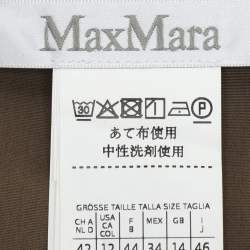 MaxMara
30
P
あて布使用
中性洗剤使用
GRÖSSE TAILLE TALLA SIZE TAGLIA
CH A USA F MEX GB I
NL D CA COL B J
42 12 44 34 14 46